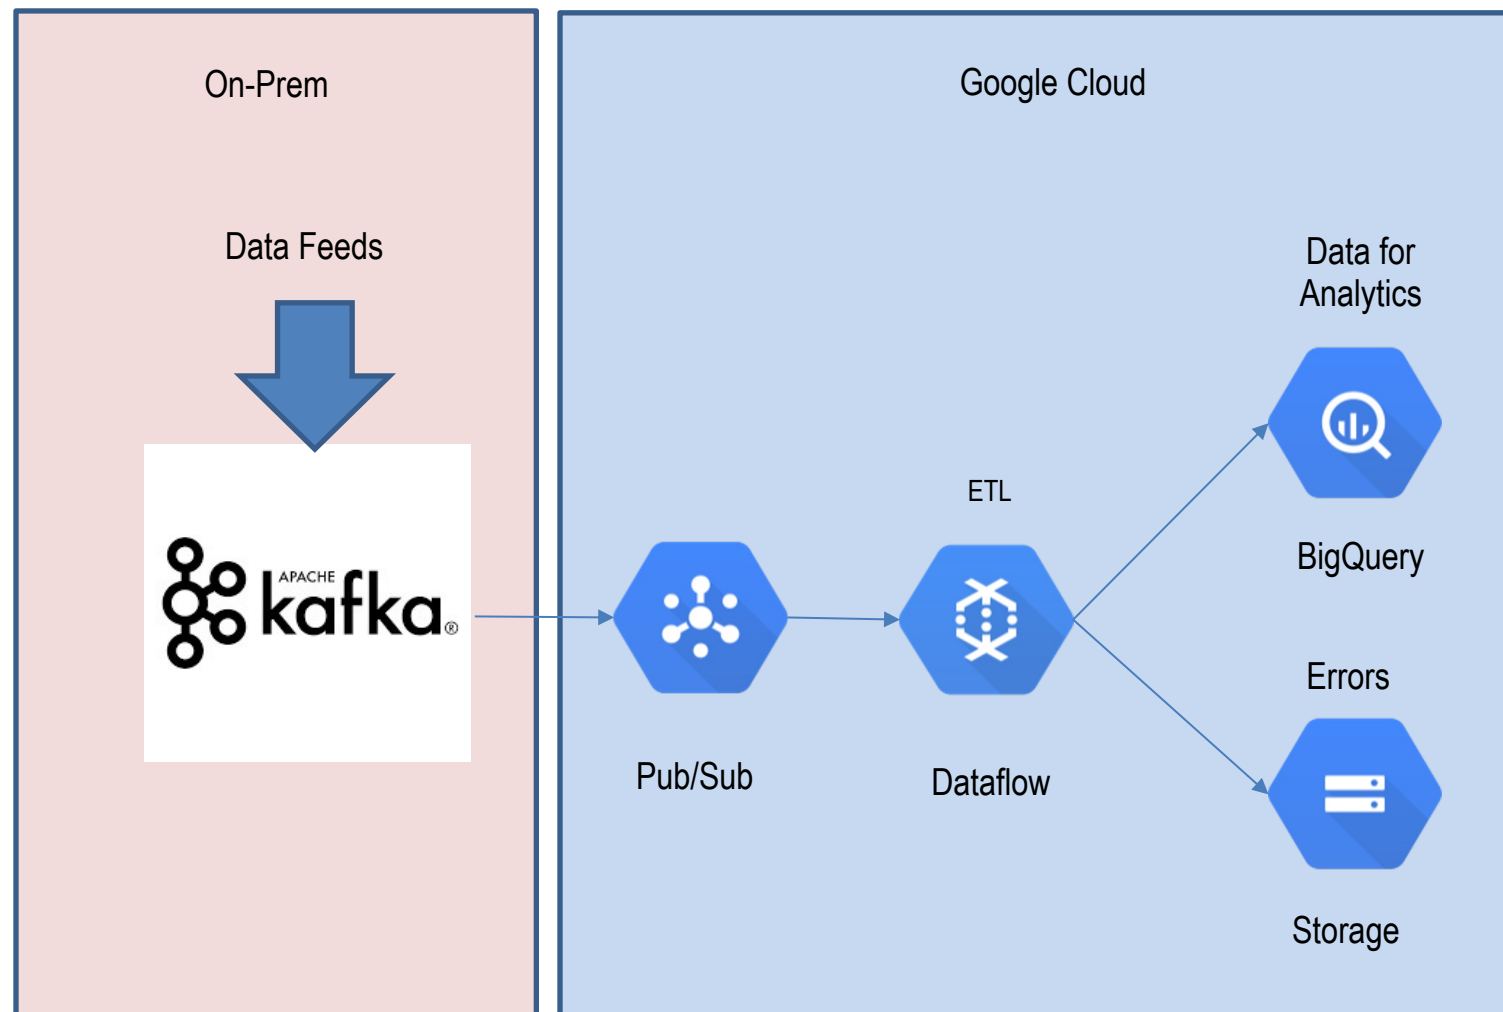 On-Prem
Google Cloud
Data Feeds
Data for
Analytics
APACHE
kafka®
ETL
BigQuery
Errors
Pub/Sub
Dataflow
Storage